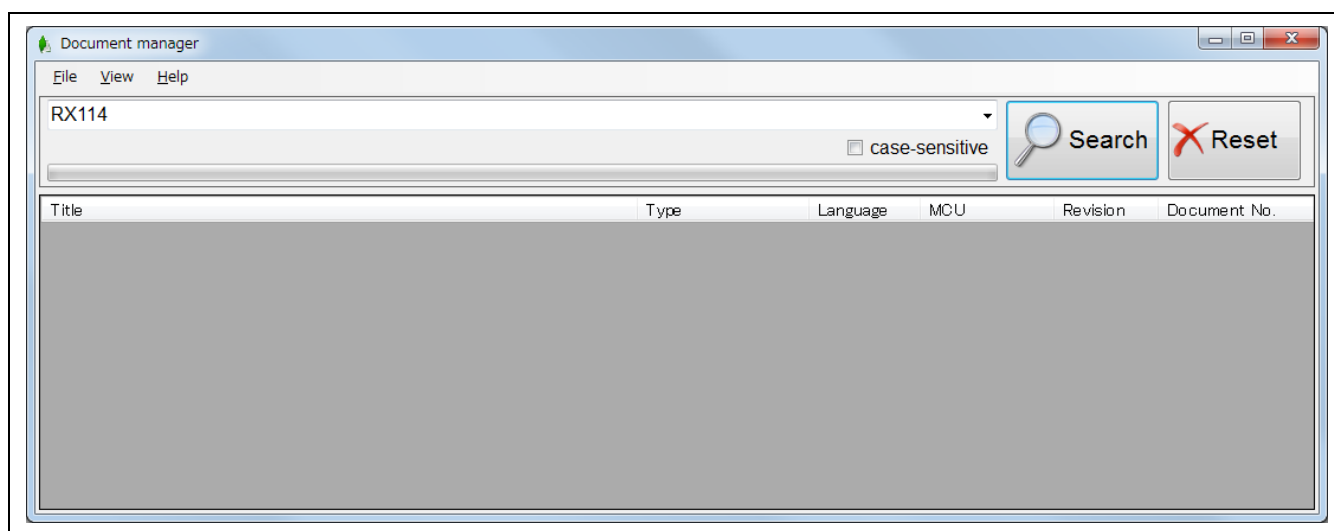 Document manager
File View Help
RX114
case-sensitive
Search
Reset
Title Type Language MCU Revision Document No.